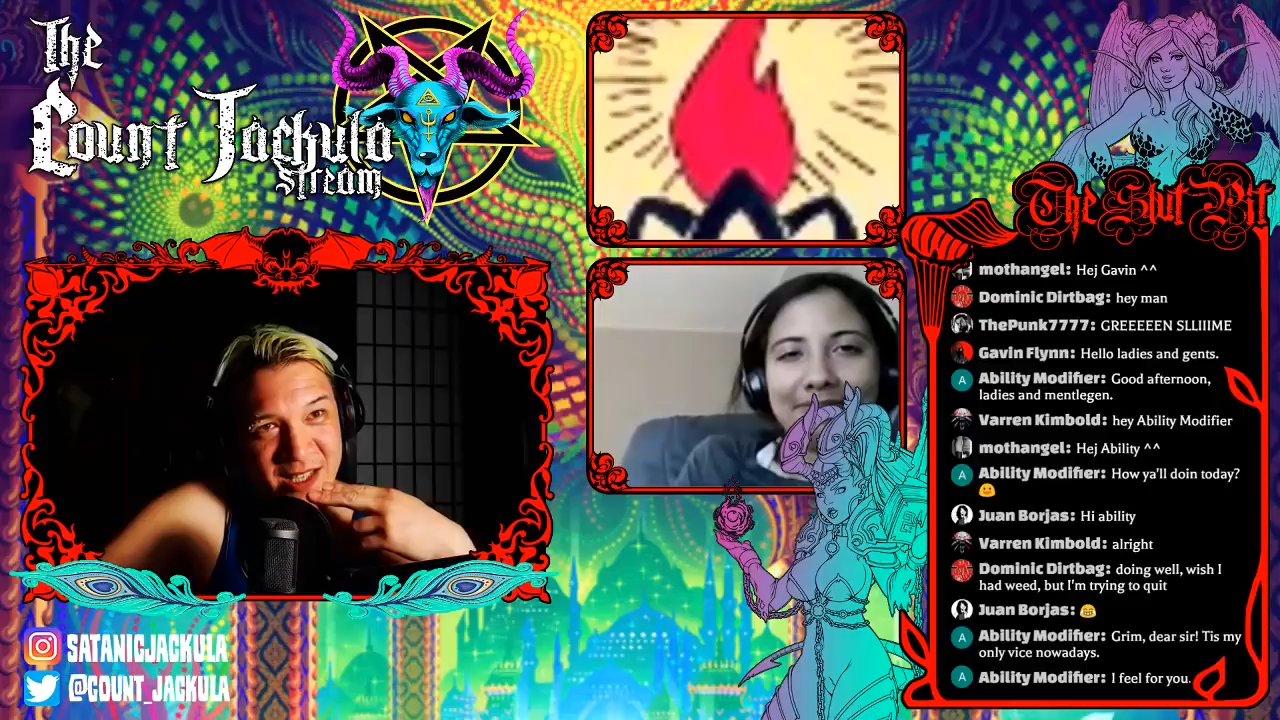 The
Count Jackula
stream
SATANICJACKULA
@COUNT_JACKULA
The Slut Pit
mothangel: Hej Gavin ^^
Dominic Dirtbag: hey man
ThePunk7777: GREEEEEN SLLIIIME
Gavin Flynn: Hello ladies and gents.
A Ability Modifier: Good afternoon,
ladies and mentlegen.
Varren Kimbold: hey Ability Modifier
mothangel: Hej Ability ^^
A Ability Modifier: How ya'll doin today?
Juan Borjas: Hi ability
Varren Kimbold: alright
Dominic Dirtbag: doing well, wish I
had weed, but I'm trying to quit
Juan Borjas: 😁
A Ability Modifier: Grim, dear sir! Tis my
only vice nowadays.
A Ability Modifier: I feel for you.